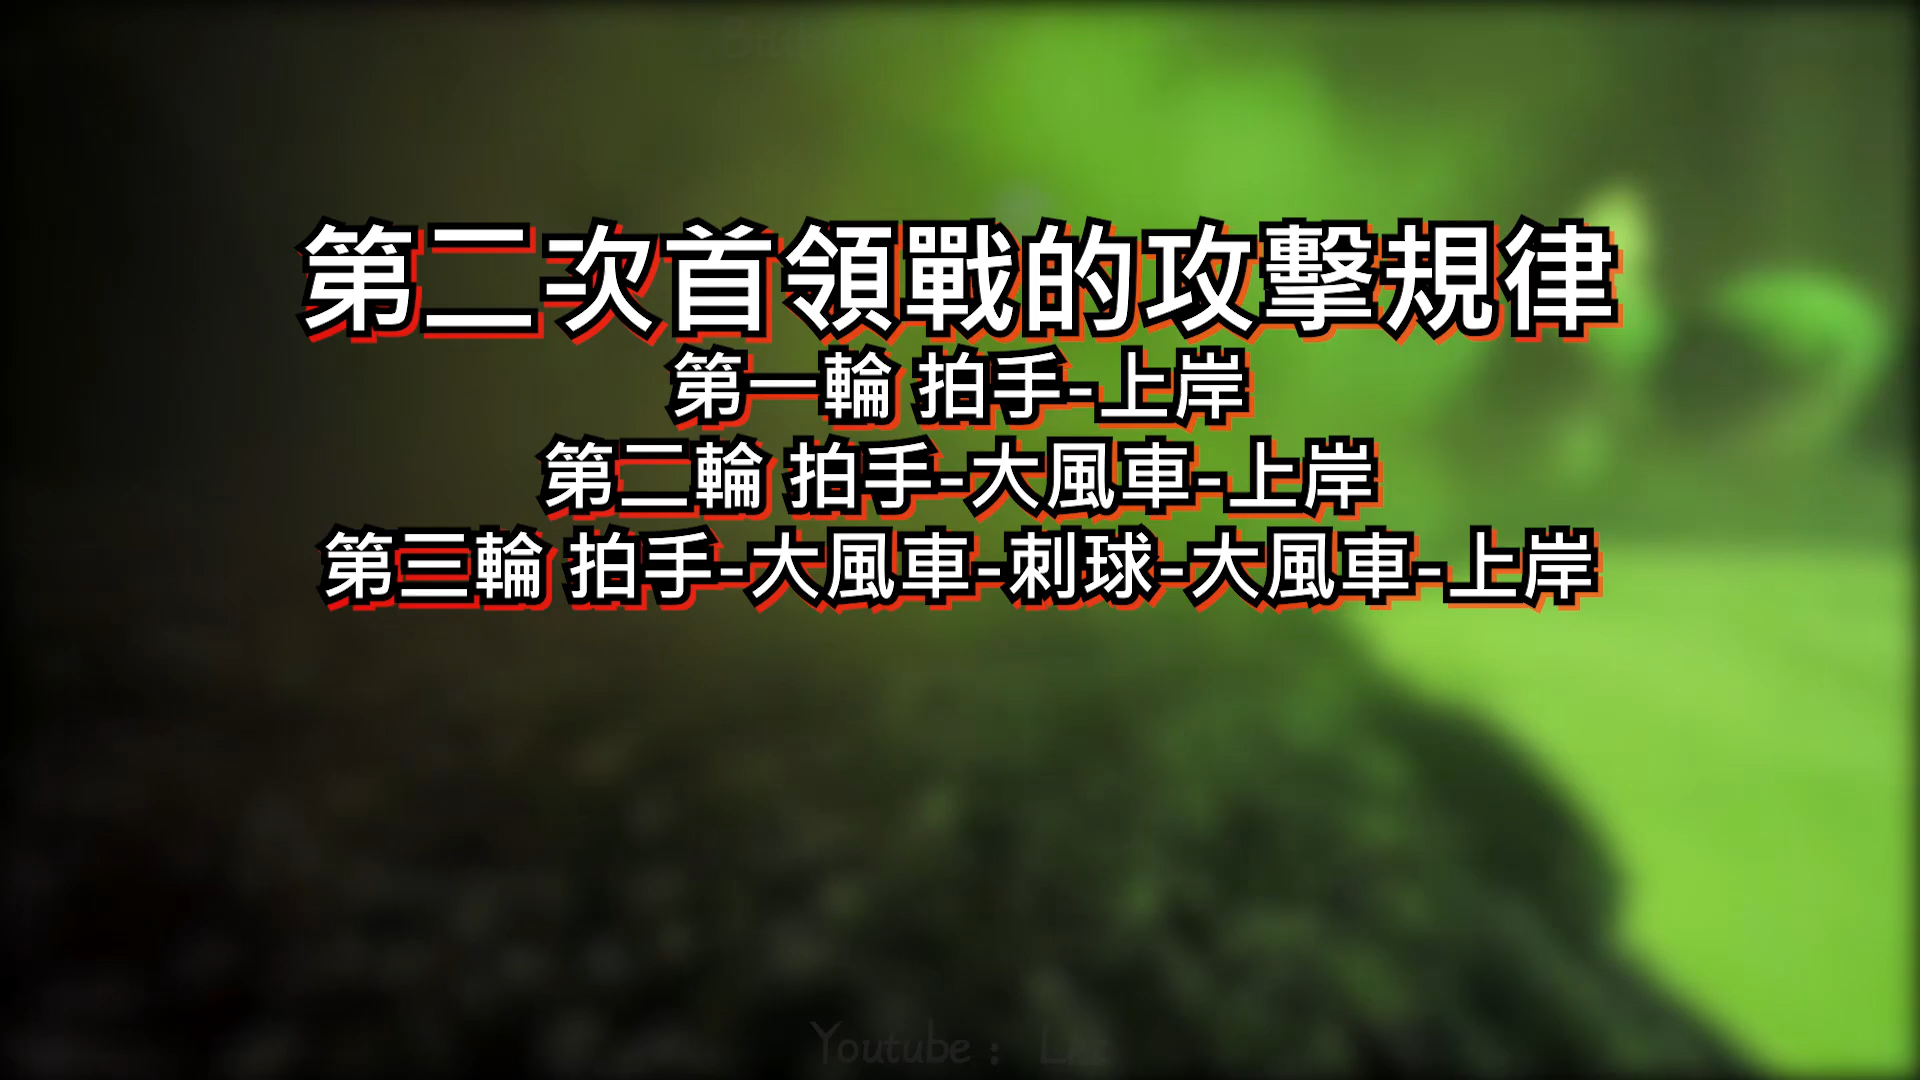 第二次首領戰的攻擊規律
第一輪 拍手-上岸
第二輪 拍手-大風車-上岸
第三輪 拍手-大風車-刺球-大風車-上岸
Youtube：